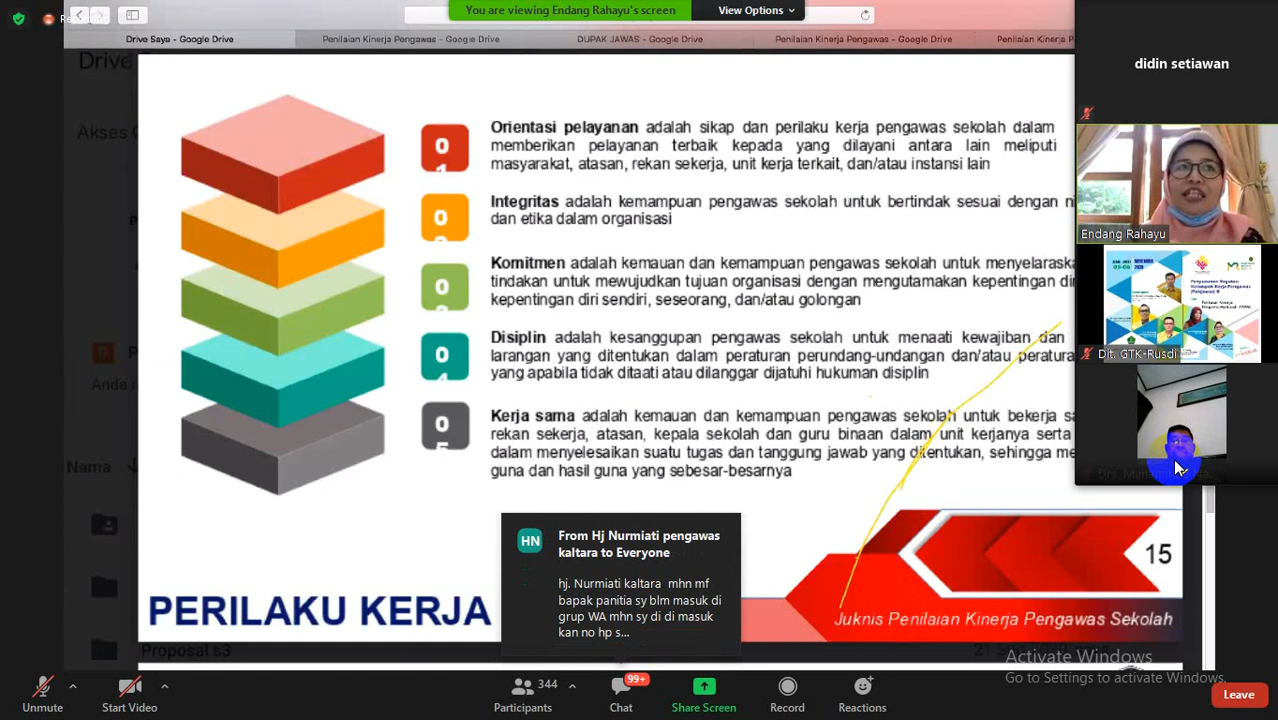 You are viewing Endang Rahayu's screen
View Options
Drive Saya - Google Drive
Penilaian Kinerja Pengawas - Google Drive
DUPAK JAWAS - Google Drive
Penilaian Kinerja Pengawas - Google Drive
Penilaian Kinerja P
Drive
Akses C
Nama
Proposal s3
Orientasi pelayanan adalah sikap dan perilaku kerja pengawas sekolah dalam
memberikan pelayanan terbaik kepada yang dilayani antara lain meliputi
masyarakat, atasan, rekan sekerja, unit kerja terkait, dan/atau instansi lain
Integritas adalah kemampuan pengawas sekolah untuk bertindak sesuai dengan
dan etika dalam organisasi
Komitmen adalah kemauan dan kemampuan pengawas sekolah untuk menyelaraska
tindakan untuk mewujudkan tujuan organisasi dengan mengutamakan kepentingan di
kepentingan diri sendiri, seseorang, dan/atau golongan
Disiplin adalah kesanggupan pengawas sekolah untuk menaati kewajiban dan
larangan yang ditentukan dalam peraturan perundang-undangan dan/atau peratura
yang apabila tidak ditaati atau dilanggar dijatuhi hukuman disiplin
Kerja sama adalah kemauan dan kemampuan pengawas sekolah untuk bekerja sa
rekan sekerja, atasan, kepala sekolah dan guru binaan dalam unit kerjanya serta
dalam menyelesaikan suatu tugas dan tanggung jawab yang ditentukan, sehingga me
guna dan hasil guna yang sebesar-besarnya
PERILAKU KERJA
15
Juknis Penilaian Kinerja Pengawas Sekolah
HN
From Hj Nurmiati pengawas
kaltara to Everyone
hj. Nurmiati kaltara mhn mf
bapak panitia sy blm masuk di
grup WA mhn sy di di masuk
kan no hp s...
didin setiawan
Endang Rahayu
Dit. GTK-Rusdi
Activate Windows
Go to Settings to activate Windows.
Unmute
Start Video
344
Participants
99+
Chat
Share Screen
Record
Reactions
Leave